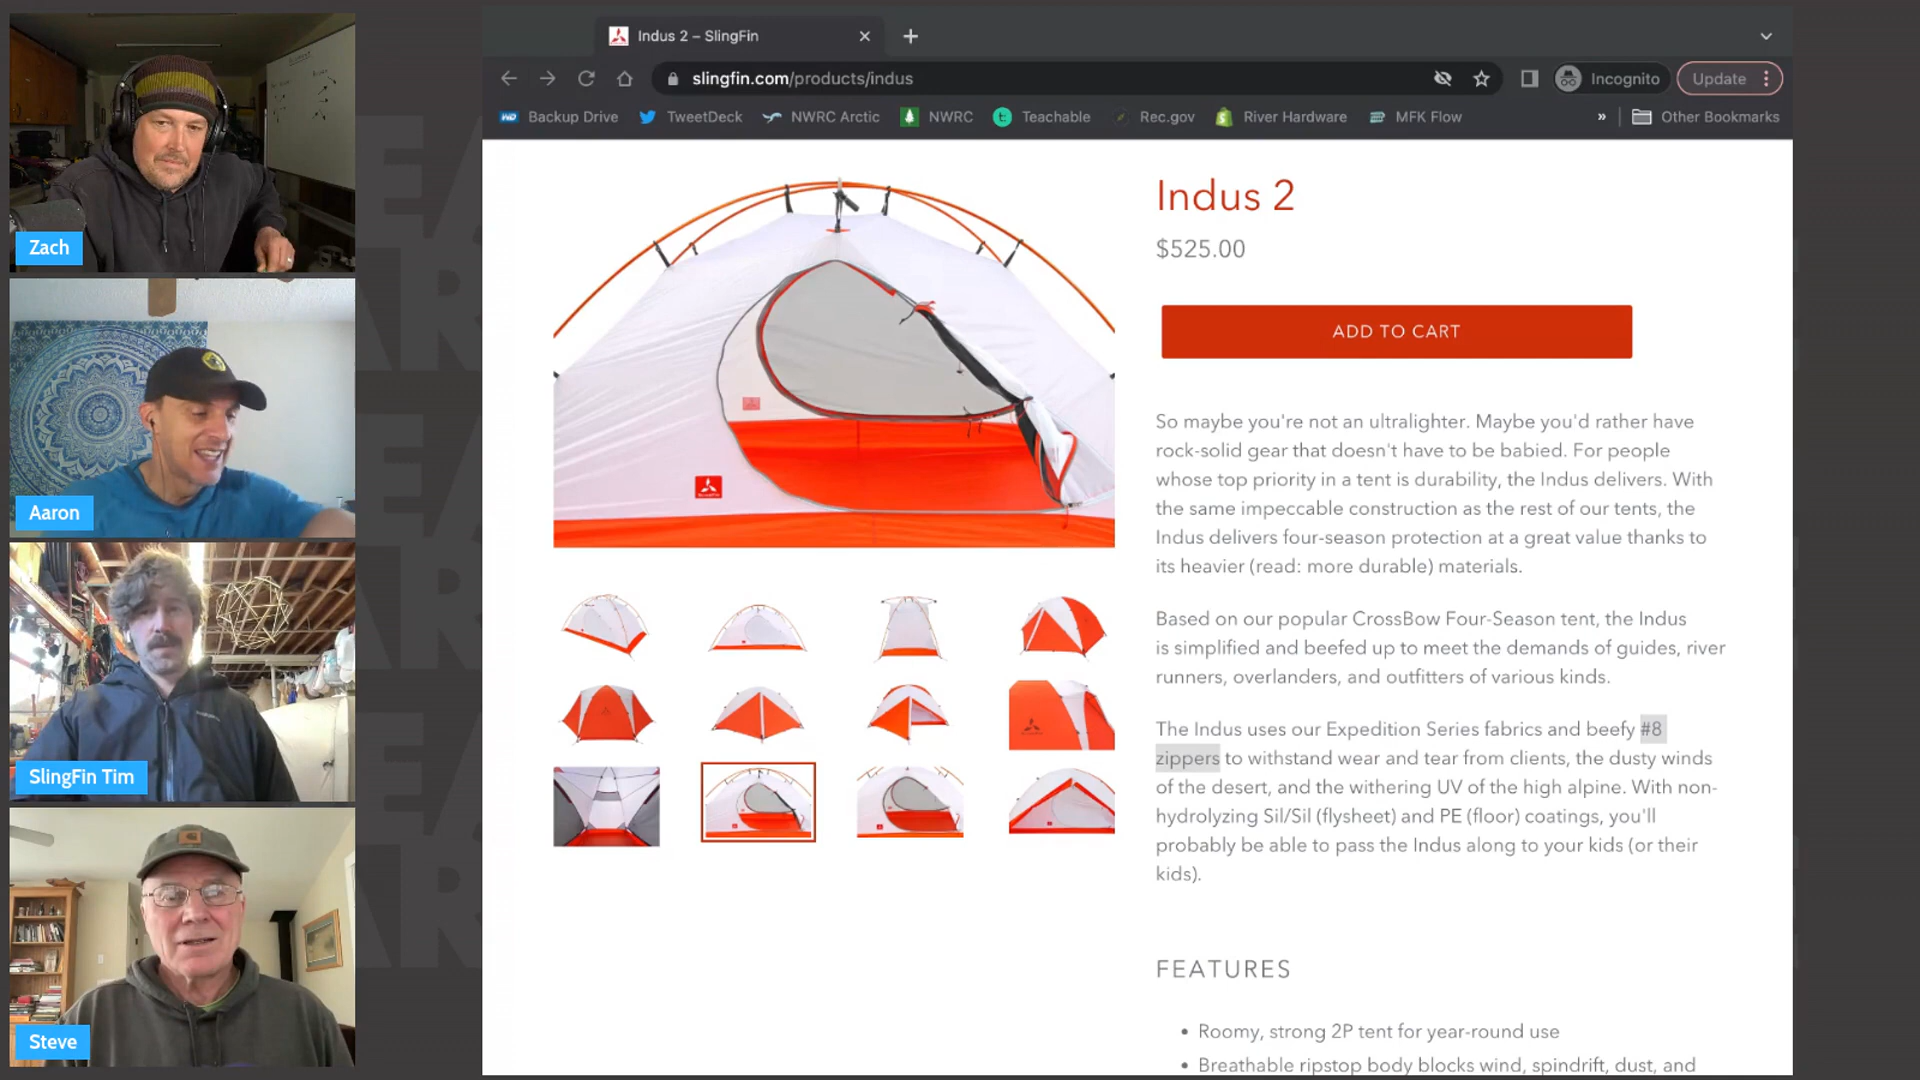 Zach
Aaron
SlingFin Tim
Steve
Indus 2 – SlingFin
slingfin.com/products/indus
Incognito
Update
Backup Drive
TweetDeck
NWRC Arctic
NWRC
Teachable
Rec.gov
River Hardware
MFK Flow
»
Other Bookmarks
Indus 2
$525.00
ADD TO CART
So maybe you're not an ultralighter. Maybe you'd rather have
rock-solid gear that doesn't have to be babied. For people
whose top priority in a tent is durability, the Indus delivers. With
the same impeccable construction as the rest of our tents, the
Indus delivers four-season protection at a great value thanks to
its heavier (read: more durable) materials.
Based on our popular CrossBow Four-Season tent, the Indus
is simplified and beefed up to meet the demands of guides, river
runners, overlanders, and outfitters of various kinds.
The Indus uses our Expedition Series fabrics and beefy #8
zippers to withstand wear and tear from clients, the dusty winds
of the desert, and the withering UV of the high alpine. With non-
hydrolyzing Sil/Sil (flysheet) and PE (floor) coatings, you'll
probably be able to pass the Indus along to your kids (or their
kids).
FEATURES
• Roomy, strong 2P tent for year-round use
• Breathable ripstop body blocks wind, spindrift, dust, and